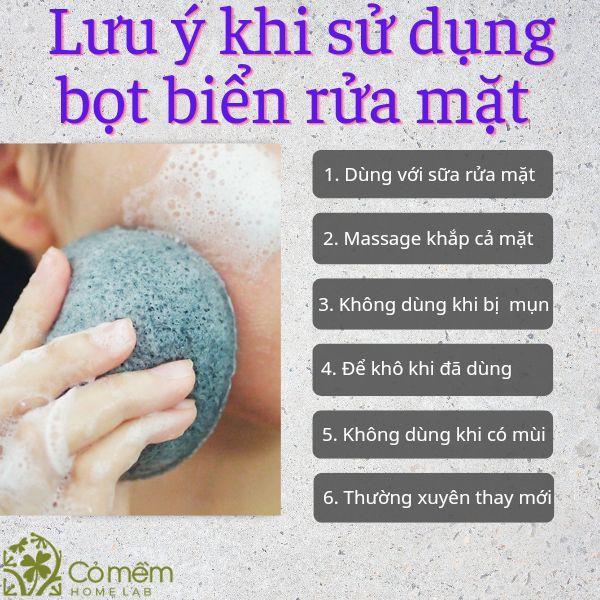 Lưu ý khi sử dụng
bọt biển rửa mặt
1. Dùng với sữa rửa mặt
2. Massage khắp cả mặt
3. Không dùng khi bị mụn
4. Để khô khi đã dùng
5. Không dùng khi có mùi
6. Thường xuyên thay mới
Cỏ mềm
HOME LAB